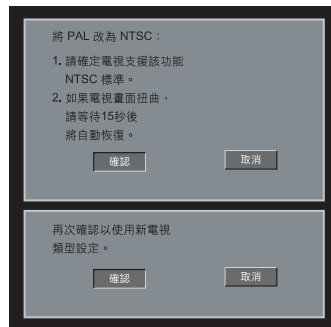 將 PAL 改為 NTSC：
1. 請確定電視支援該功能
NTSC 標準。
2. 如果電視畫面扭曲，
請等待15秒後
將自動恢復。
確認 取消
再次確認以使用新電視
類型設定。
確認 取消